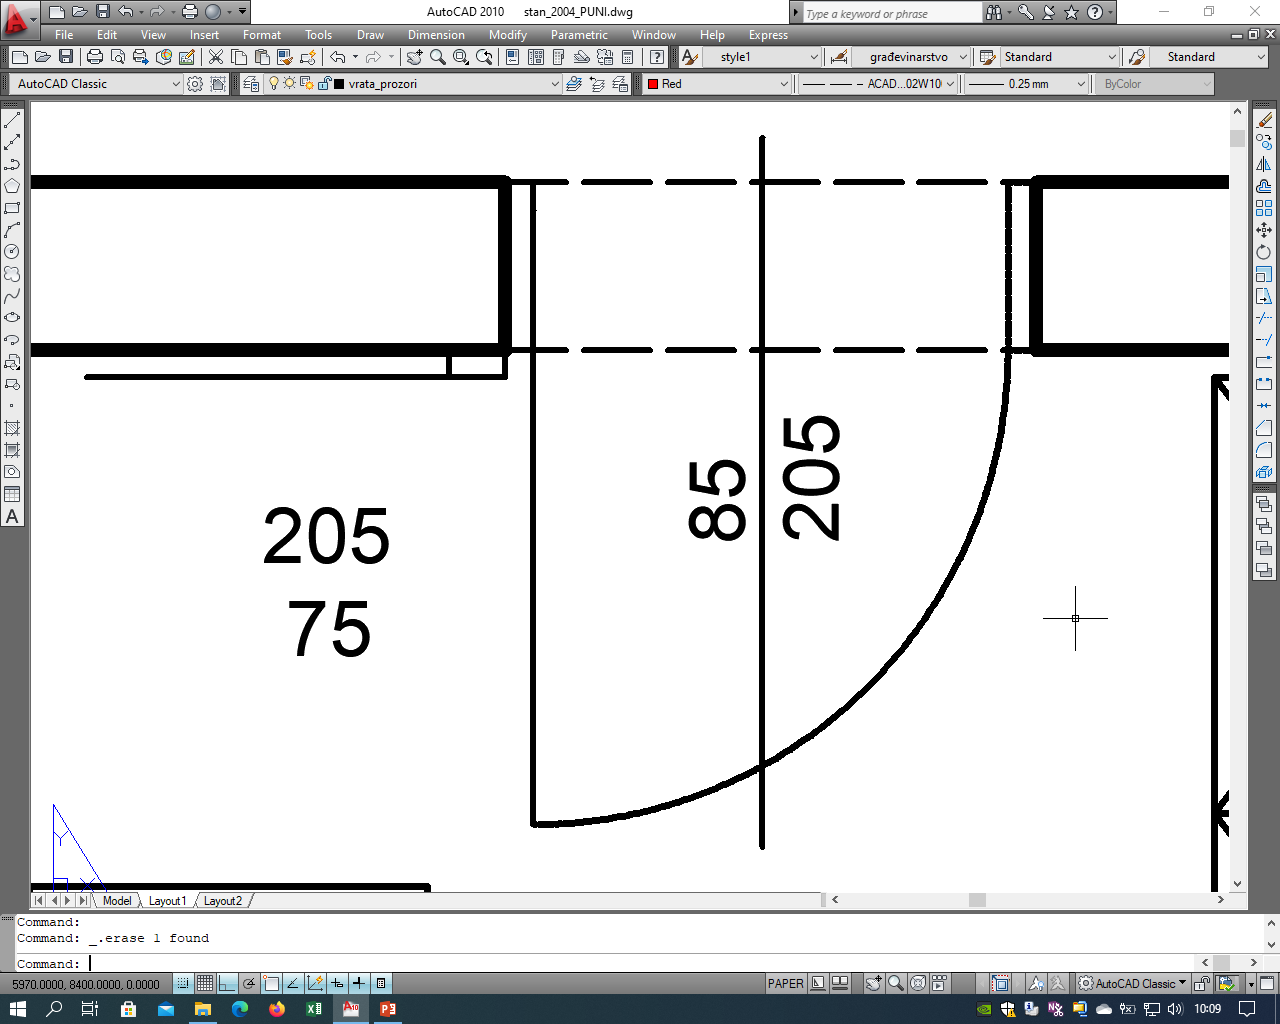 AutoCAD 2010 stan_2004_PUNI.dwg
Type a keyword or phrase
File Edit View Insert Format Tools Draw Dimension Modify Parametric Window Help Express
style1 građevinarstvo Standard Standard
AutoCAD Classic vrata_prozori Red ACAD...02W10 0.25 mm ByColor
85
205
205
75
Y
X
Model Layout1 Layout2
Command:
Command: _.erase 1 found
Command:
5970.0000, 8400.0000, 0.0000 PAPER AutoCAD Classic
10:09
A